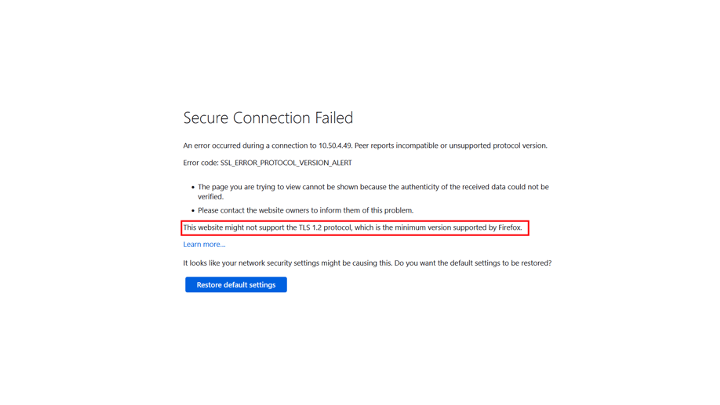 Secure Connection Failed
An error occurred during a connection to 10.50.4.49. Peer reports incompatible or unsupported protocol version.
Error code: SSL_ERROR_PROTOCOL_VERSION_ALERT
• The page you are trying to view cannot be shown because the authenticity of the received data could not be
verified.
• Please contact the website owners to inform them of this problem.
This website might not support the TLS 1.2 protocol, which is the minimum version supported by Firefox.
Learn more...
It looks like your network security settings might be causing this. Do you want the default settings to be restored?
Restore default settings